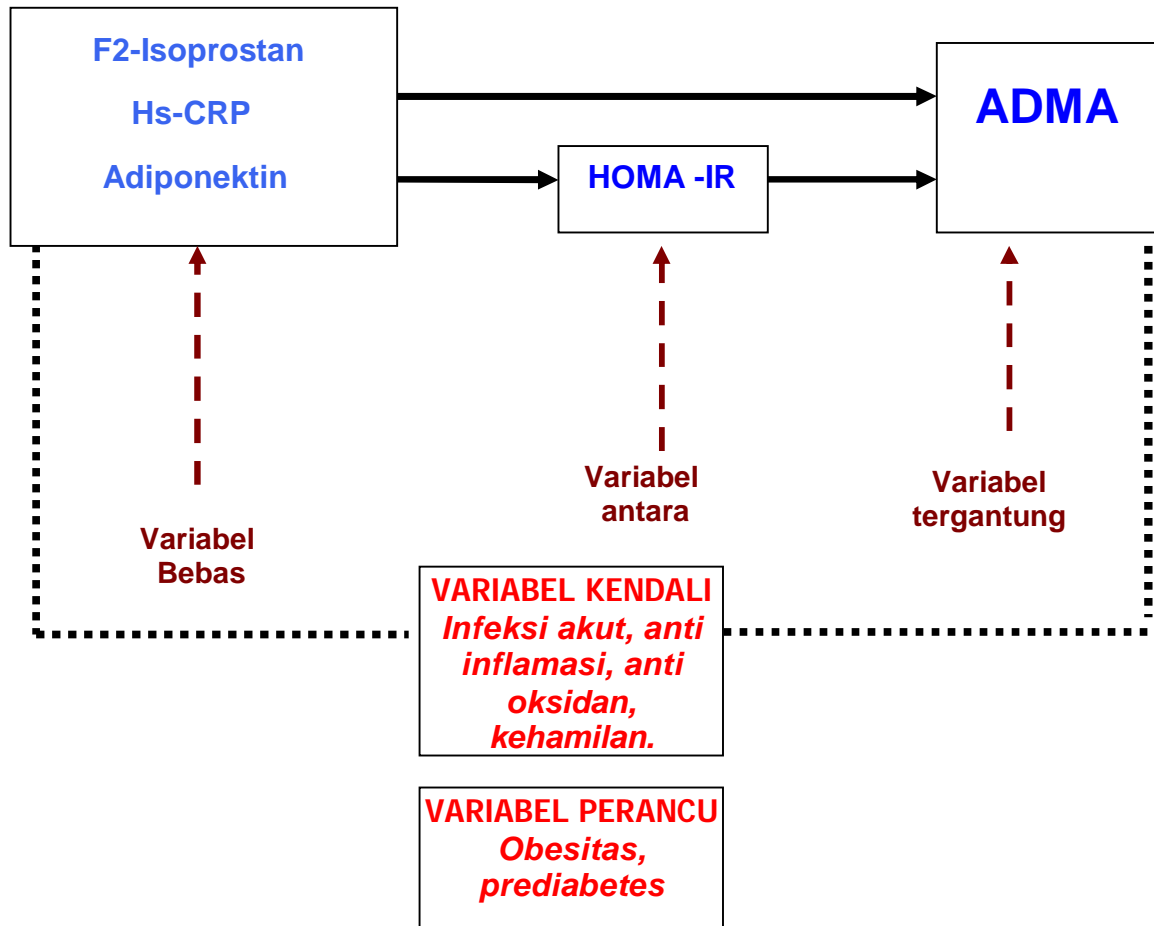 F2-Isoprostan
Hs-CRP
Adiponektin
HOMA -IR
ADMA
Variabel
Bebas
Variabel
antara
Variabel
tergantung
VARIABEL KENDALI
Infeksi akut, anti
inflamasi, anti
oksidan,
kehamilan.
VARIABEL PERANCU
Obesitas,
prediabetes